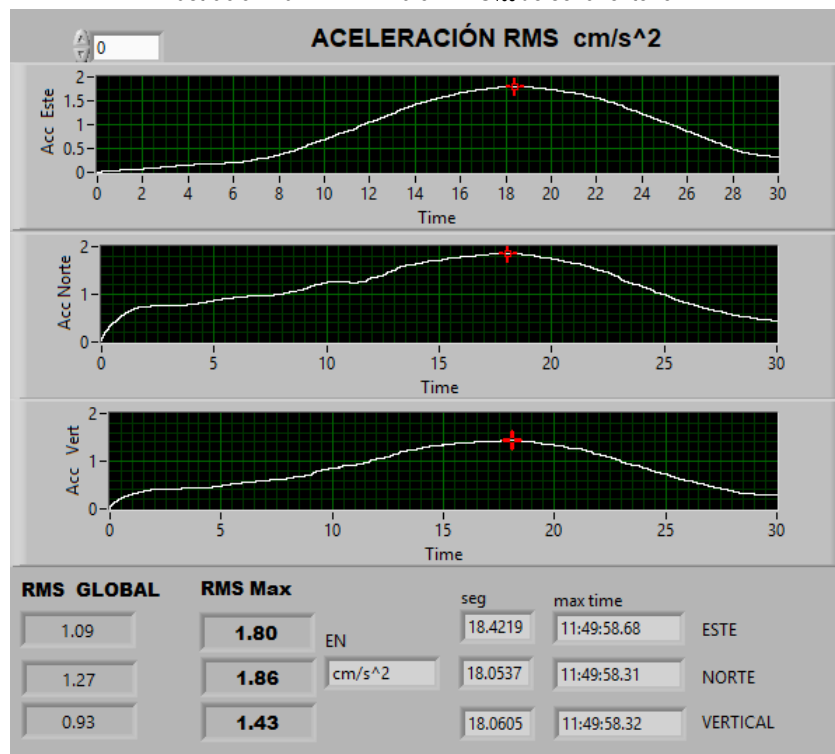 0
ACELERACIÓN RMS cm/s^2
Acc Este
2
1.5
1
0.5
0
0 2 4 6 8 10 12 14 16 18 20 22 24 26 28 30
Time
Acc Norte
2
1
0
0 5 10 15 20 25 30
Time
Acc Vert
2
1
0
0 5 10 15 20 25 30
Time
RMS GLOBAL RMS Max seg max time
1.09 1.80 EN 18.4219 11:49:58.68 ESTE
1.27 1.86 cm/s^2 18.0537 11:49:58.31 NORTE
0.93 1.43 18.0605 11:49:58.32 VERTICAL